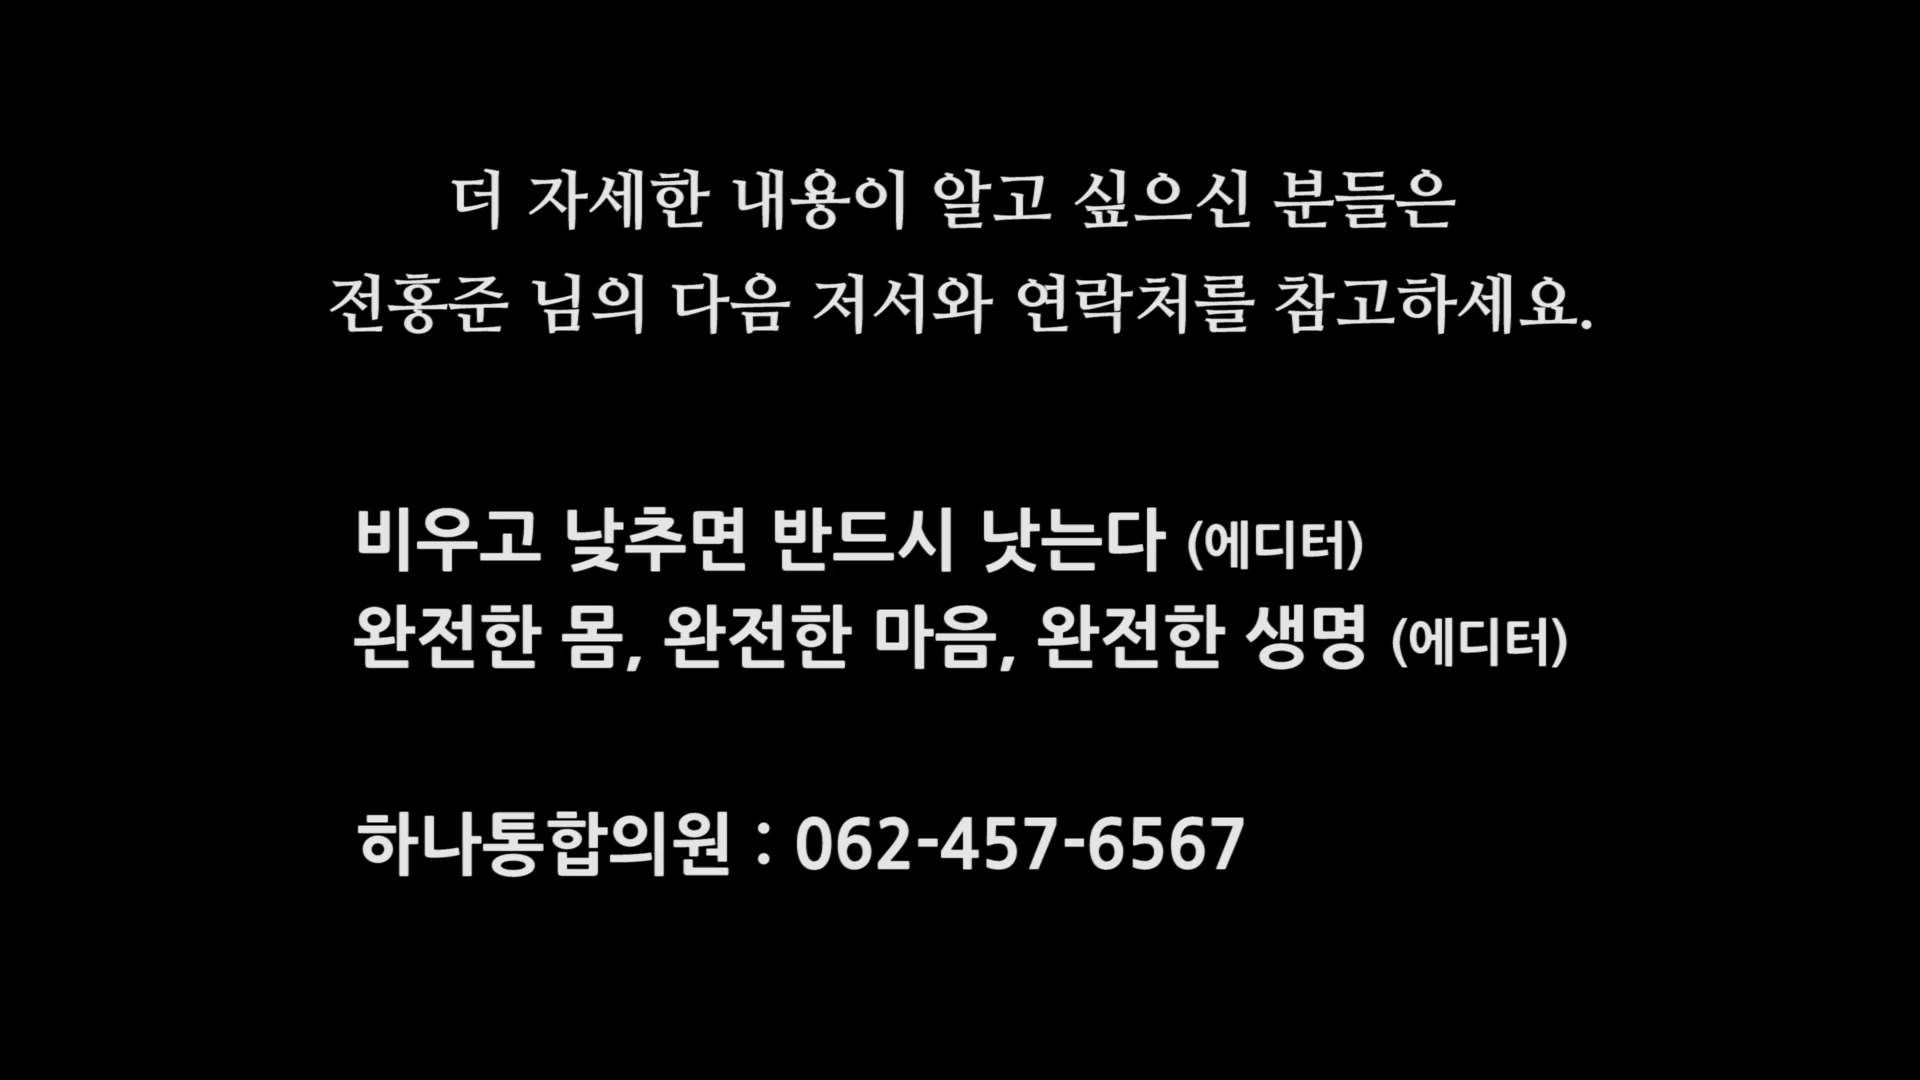 더 자세한 내용이 알고 싶으신 분들은
전홍준 님의 다음 저서와 연락처를 참고하세요.
비우고 낮추면 반드시 낫는다 (에디터)
완전한 몸, 완전한 마음, 완전한 생명 (에디터)
하나통합의원 : 062-457-6567